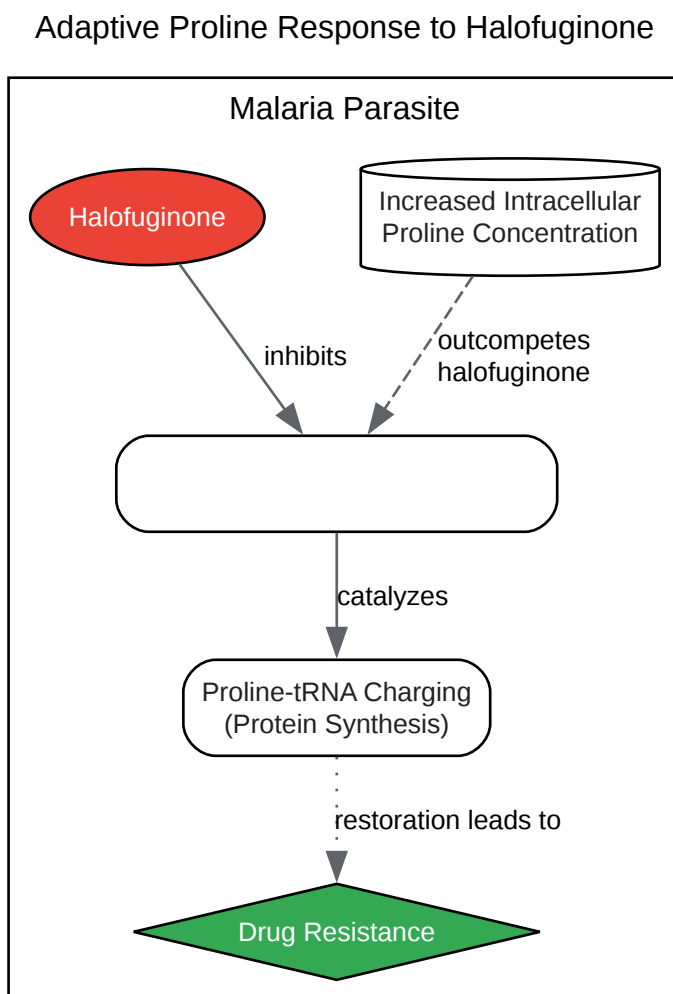 Adaptive Proline Response to Halofuginone
Malaria Parasite
Halofuginone
Increased Intracellular
Proline Concentration
inhibits
outcompetes
halofuginone
catalyzes
Proline-tRNA Charging
(Protein Synthesis)
restoration leads to
Drug Resistance